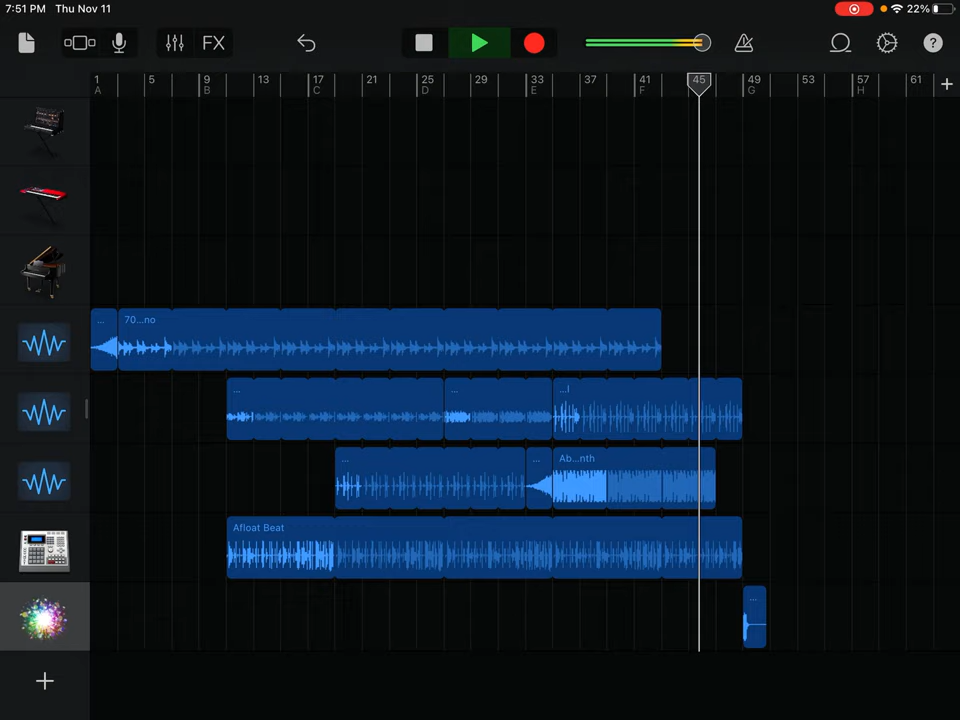 7:51 PM Thu Nov 11
22%
FX
?
1 5 9 13 17 21 25 29 33 37 41 45 49 53 57 61
A B C D E F G H
... 70...no
... ... ...l
... ... Ab...nth
Afloat Beat
...